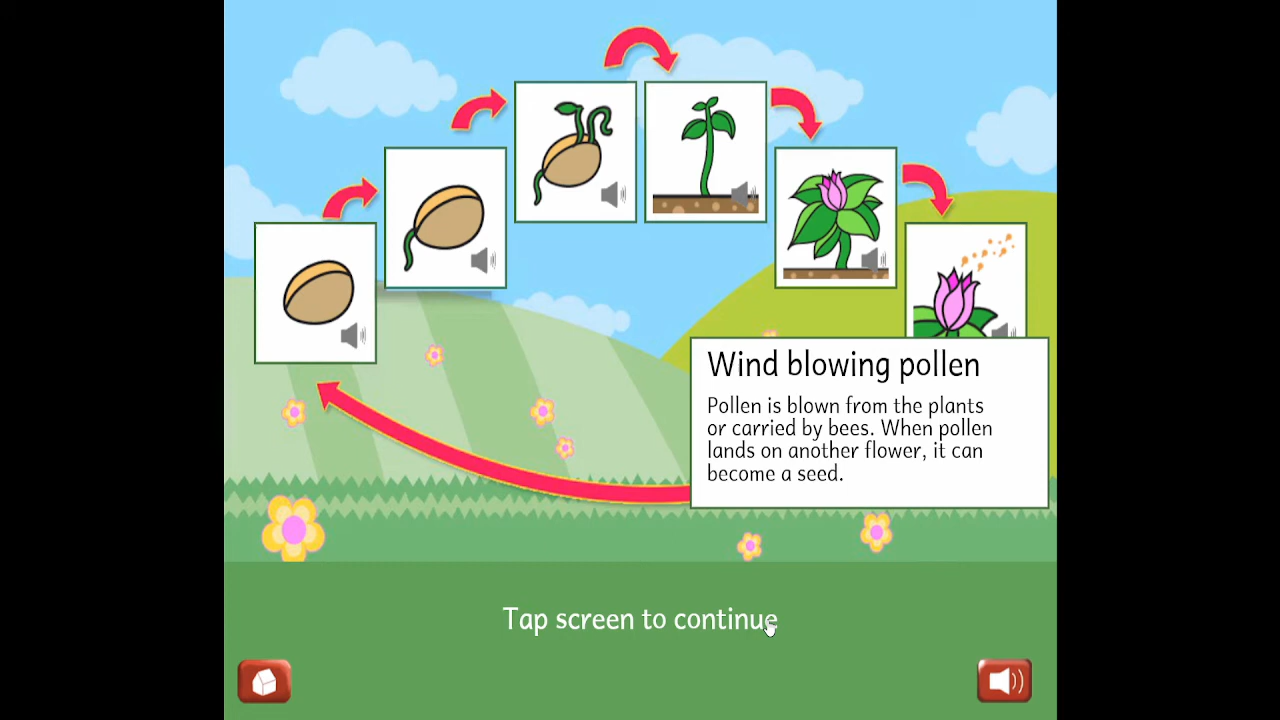 Wind blowing pollen
Pollen is blown from the plants
or carried by bees. When pollen
lands on another flower, it can
become a seed.
Tap screen to continue